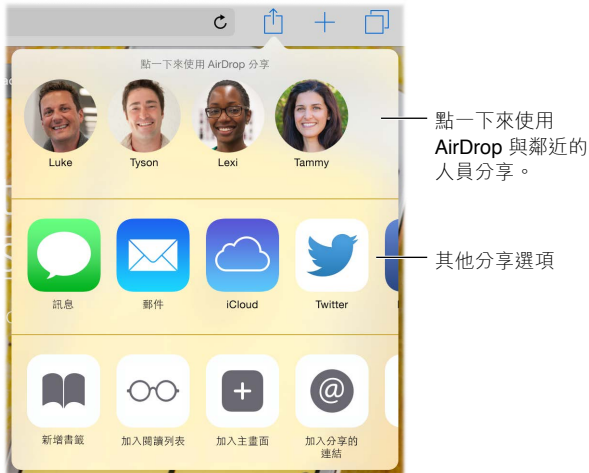 點一下來使用 AirDrop 分享
Luke Tyson Lexi Tammy
點一下來使用
AirDrop 與鄰近的
人員分享。
訊息 郵件 iCloud Twitter
其他分享選項
新增書籤 加入閱讀列表 加入主畫面 加入分享的
連結